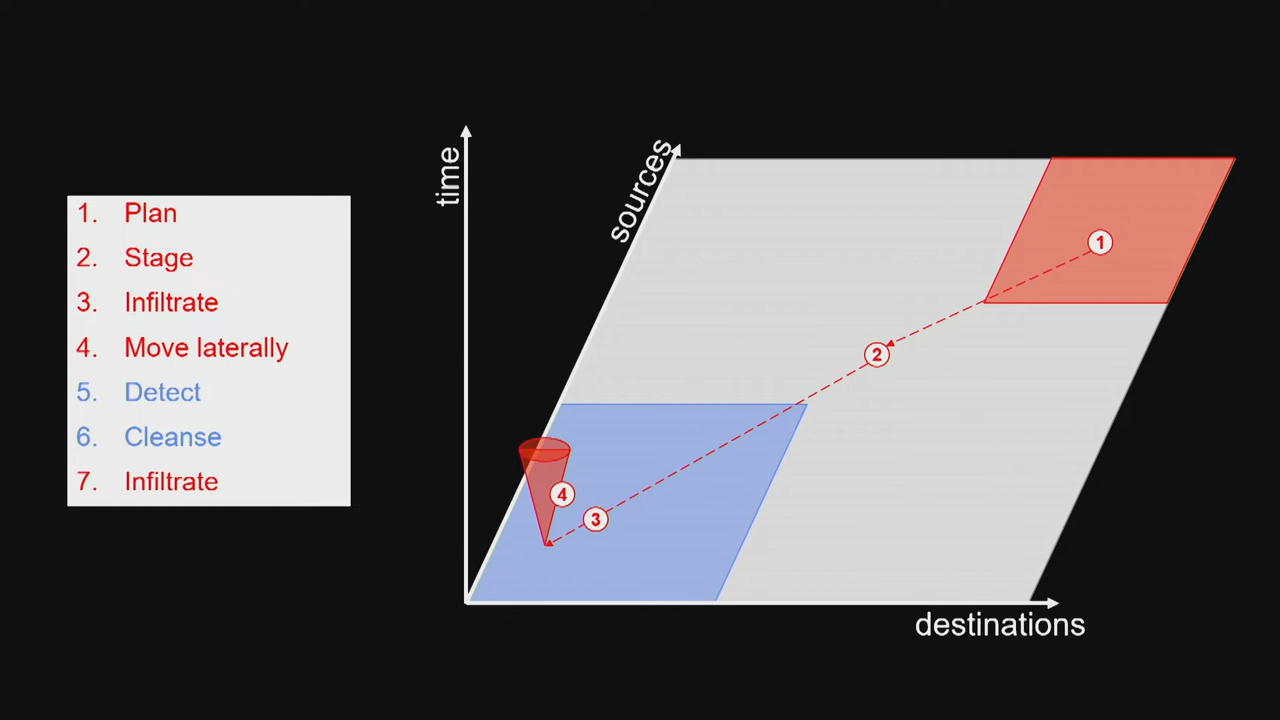 1. Plan
2. Stage
3. Infiltrate
4. Move laterally
5. Detect
6. Cleanse
7. Infiltrate
time
sources
1
2
4
3
destinations